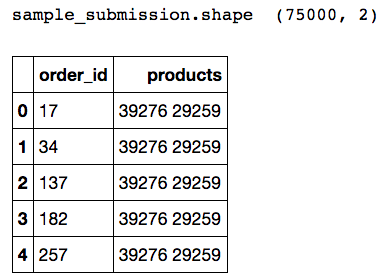 sample_submission.shape (75000, 2)
order_id products
0 17 39276 29259
1 34 39276 29259
2 137 39276 29259
3 182 39276 29259
4 257 39276 29259